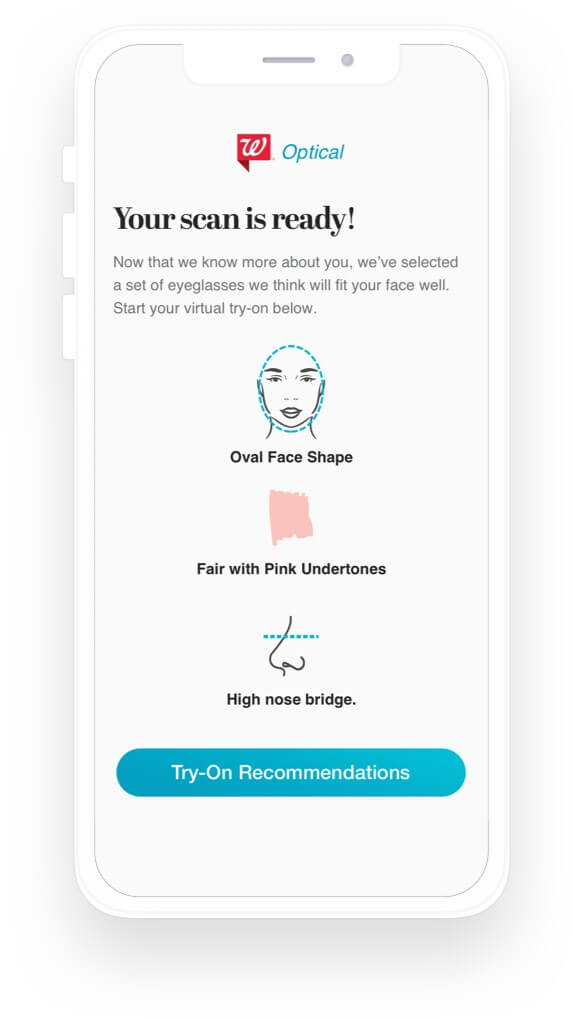 W Optical
Your scan is ready!
Now that we know more about you, we’ve selected
a set of eyeglasses we think will fit your face well.
Start your virtual try-on below.
Oval Face Shape
Fair with Pink Undertones
High nose bridge.
Try-On Recommendations